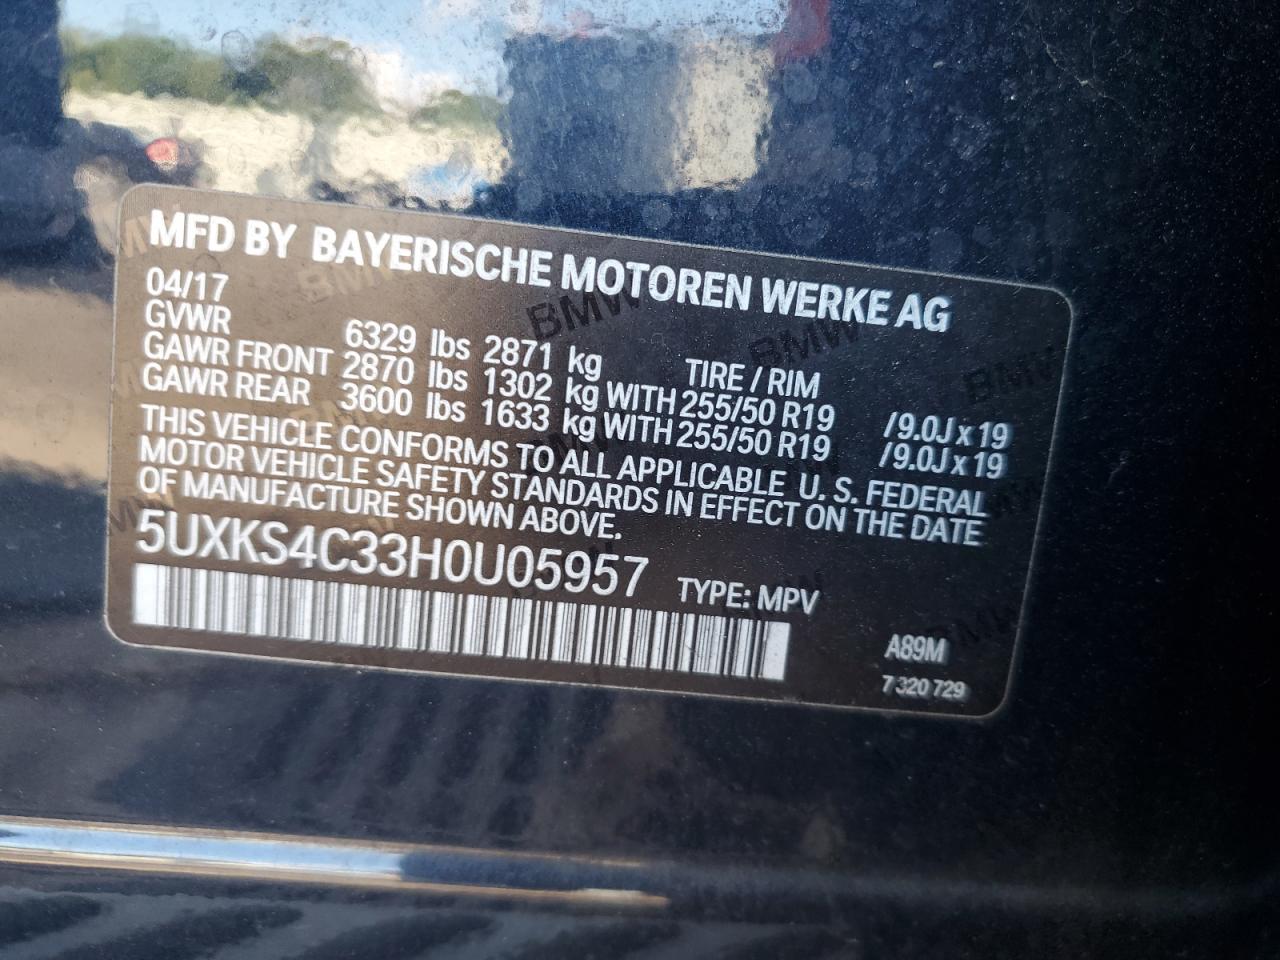 MFD BY BAYERISCHE MOTOREN WERKE AG
04/17
GVWR 6329 lbs 2871 kg TIRE / RIM
GAWR FRONT 2870 lbs 1302 kg WITH 255/50 R19 /9.0J x 19
GAWR REAR 3600 lbs 1633 kg WITH 255/50 R19 /9.0J x 19
THIS VEHICLE CONFORMS TO ALL APPLICABLE U. S. FEDERAL
MOTOR VEHICLE SAFETY STANDARDS IN EFFECT ON THE DATE
OF MANUFACTURE SHOWN ABOVE.
5UXKS4C33H0U05957 TYPE: MPV
A89M
7 320 729